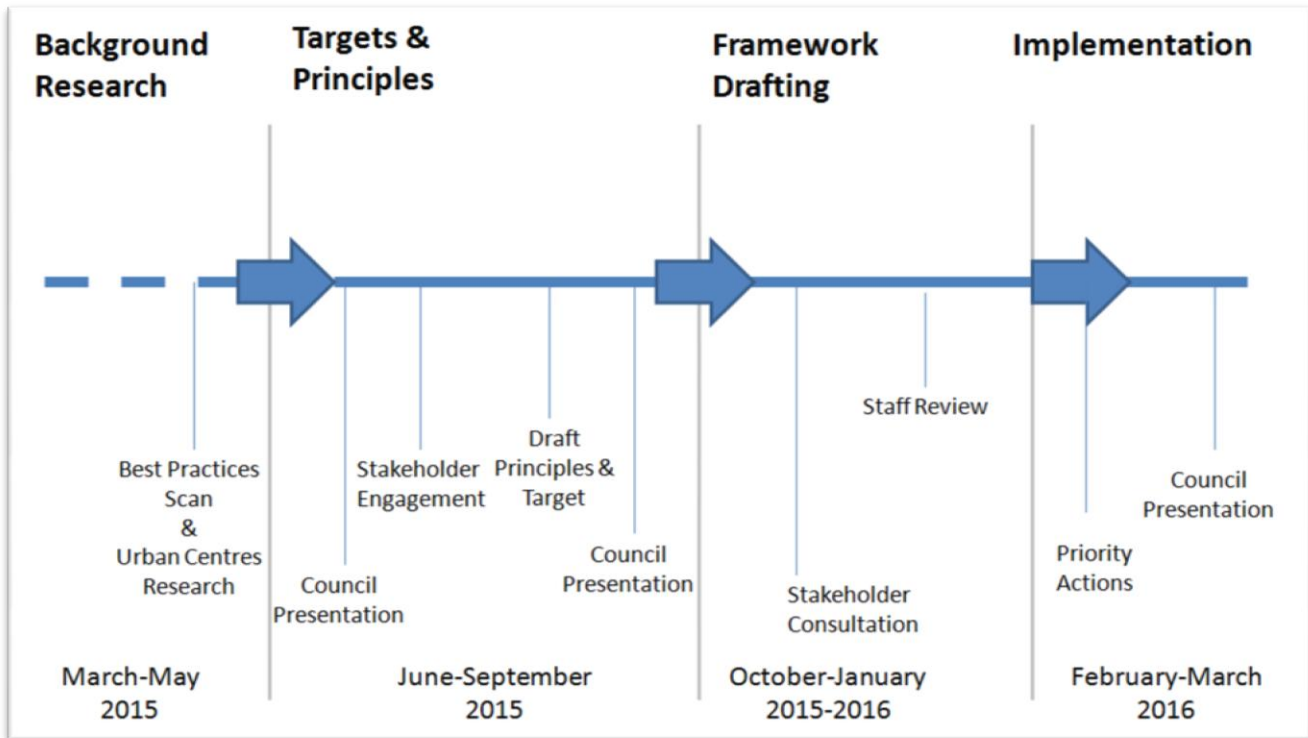 Background
Research
Targets &
Principles
Framework
Drafting
Implementation
Best Practices
Scan
&
Urban Centres
Research
Council
Presentation
Stakeholder
Engagement
Draft
Principles &
Target
Council
Presentation
Stakeholder
Consultation
Staff Review
Priority
Actions
Council
Presentation
March-May
2015
June-September
2015
October-January
2015-2016
February-March
2016